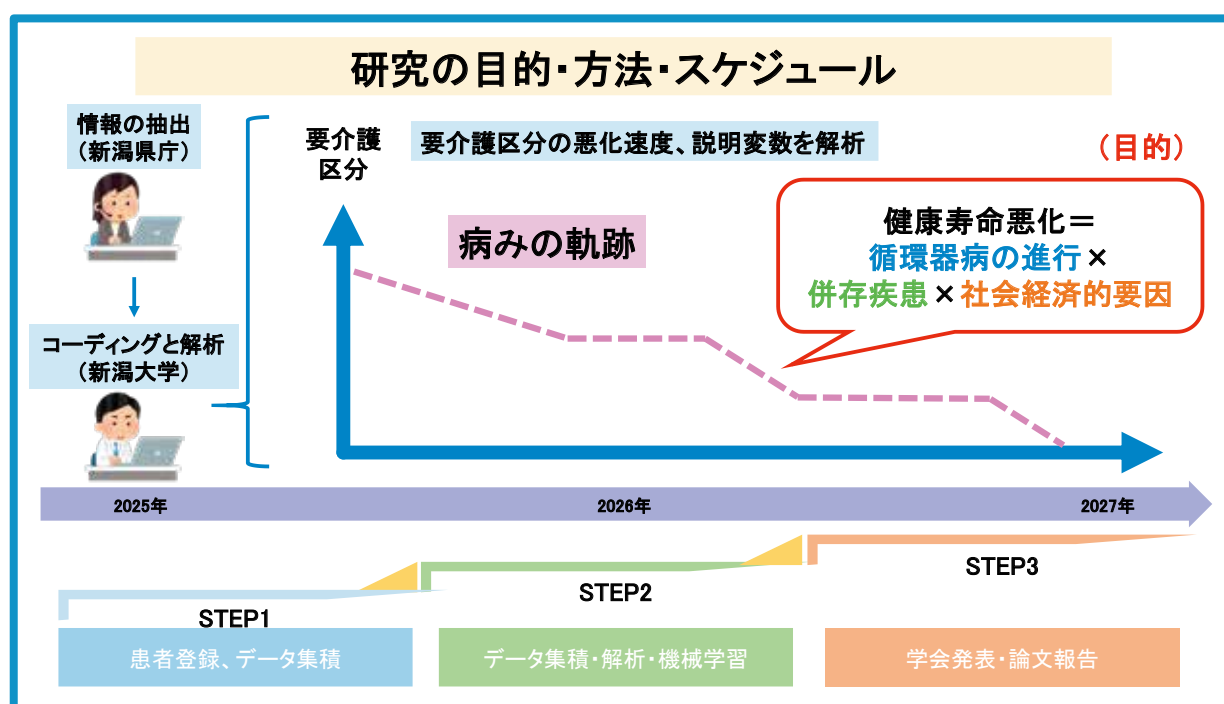 研究の目的・方法・スケジュール
情報の抽出
（新潟県庁）
コーディングと解析
（新潟大学）
要介護
区分
要介護区分の悪化速度、説明変数を解析
病みの軌跡
（目的）
健康寿命悪化＝
循環器病の進行×
併存疾患×社会経済的要因
2025年
2026年
2027年
STEP1
STEP2
STEP3
患者登録、データ集積
データ集積・解析・機械学習
学会発表・論文報告